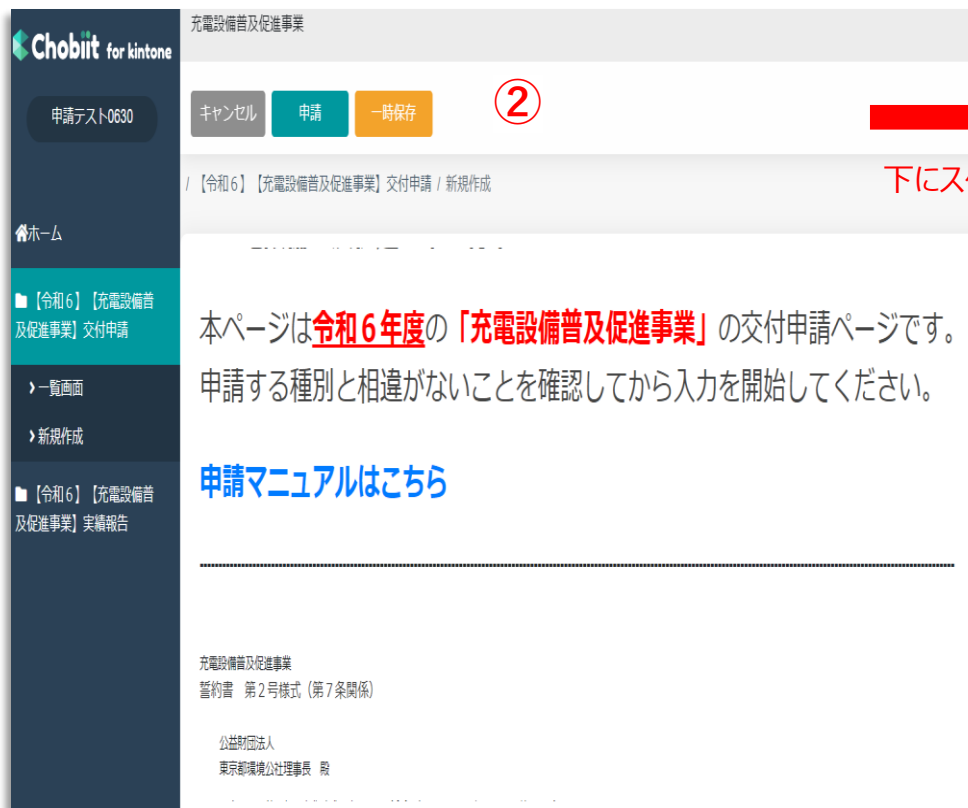 Chobiit for kintone
申請テスト0630
ホーム
【令和６】【充電設備普
及促進事業】交付申請
一覧画面
新規作成
【令和６】【充電設備普
及促進事業】実績報告
充電設備普及促進事業
キャンセル 申請 一時保存 ②
下にス
/ 【令和６】【充電設備普及促進事業】交付申請 / 新規作成
本ページは令和６年度の「充電設備普及促進事業」の交付申請ページです。
申請する種別と相違がないことを確認してから入力を開始してください。
申請マニュアルはこちら
充電設備普及促進事業
誓約書　第２号様式（第７条関係）
公益財団法人
東京都環境公社理事長　殿